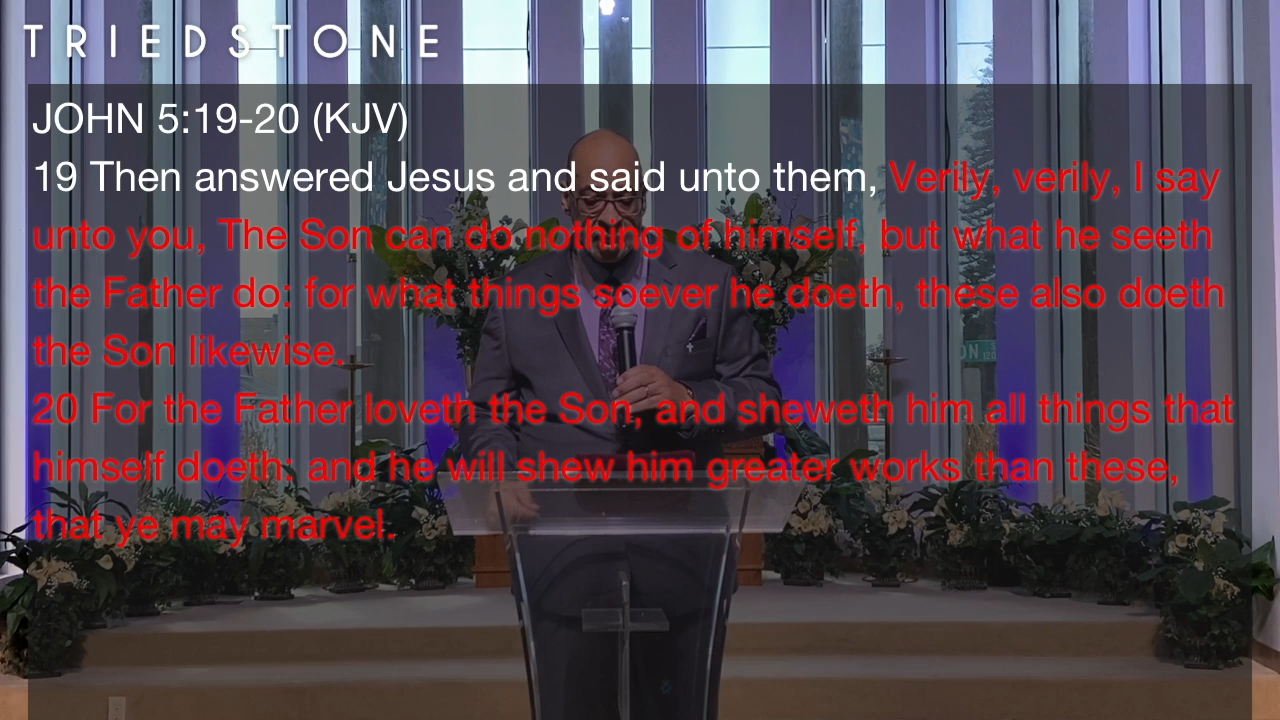 TRIEDSTONE
JOHN 5:19-20 (KJV)
19 Then answered Jesus and said unto them, Verily, verily, I say
unto you, The Son can do nothing of himself, but what he seeth
the Father do: for what things soever he doeth, these also doeth
the Son likewise.
20 For the Father loveth the Son, and sheweth him all things that
himself doeth: and he will shew him greater works than these,
that ye may marvel.